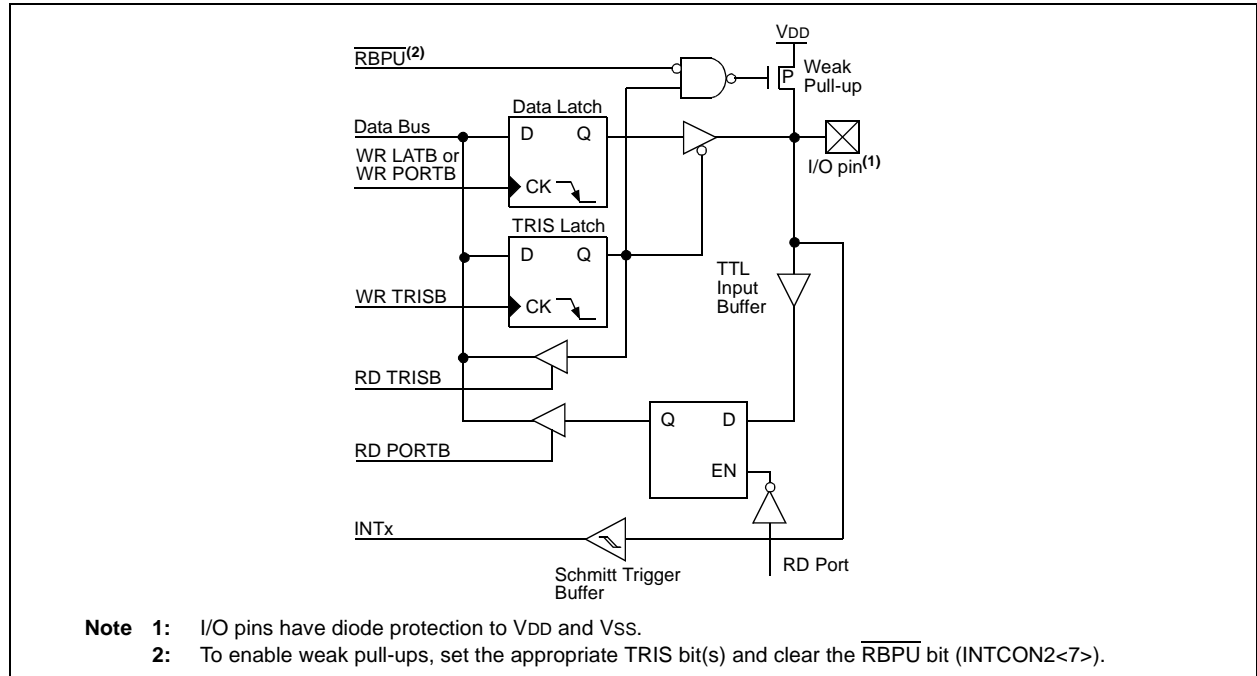 VDD
RBPU(2)
P
Weak
Pull-up
Data Latch
Data Bus
D Q
WR LATB or
WR PORTB
CK
I/O pin(1)
TRIS Latch
D Q
TTL
Input
Buffer
WR TRISB
CK
RD TRISB
Q D
RD PORTB
EN
INTx
RD Port
Schmitt Trigger
Buffer
Note 1: I/O pins have diode protection to VDD and VSS.
2: To enable weak pull-ups, set the appropriate TRIS bit(s) and clear the RBPU bit (INTCON2<7>).